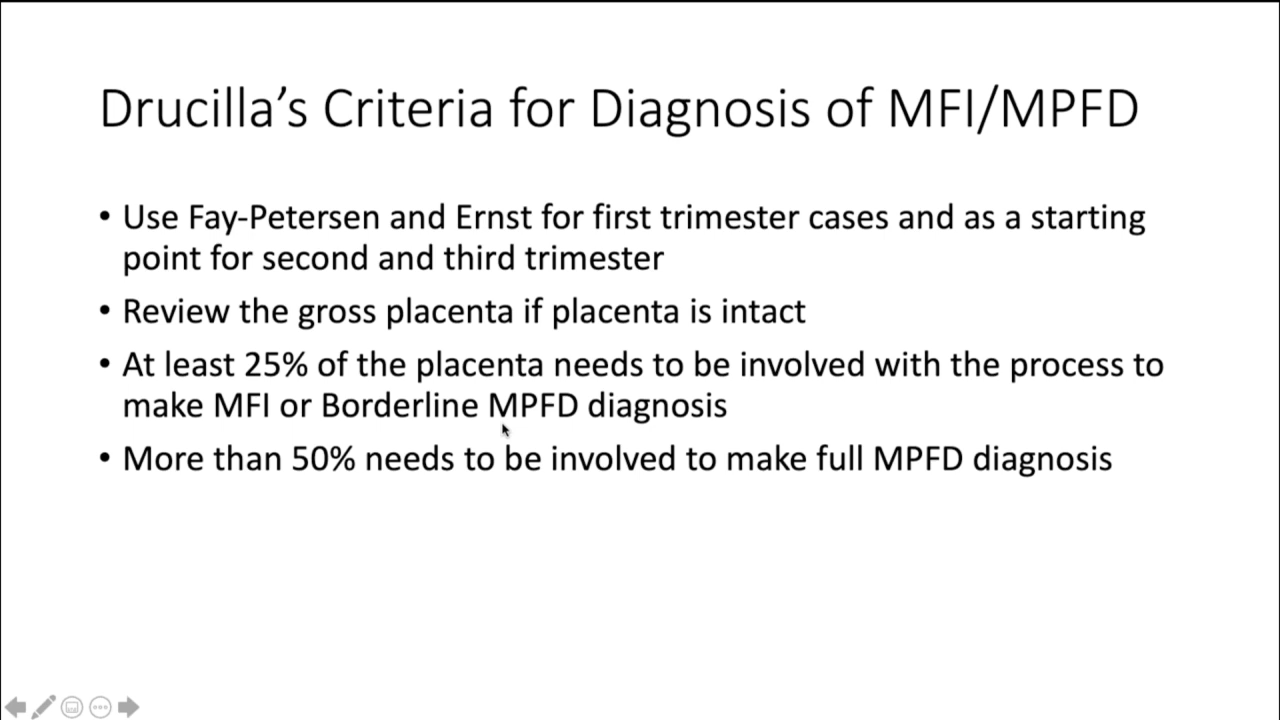 Drucilla’s Criteria for Diagnosis of MFI/MPFD
• Use Fay-Petersen and Ernst for first trimester cases and as a starting
point for second and third trimester
• Review the gross placenta if placenta is intact
• At least 25% of the placenta needs to be involved with the process to
make MFI or Borderline MPFD diagnosis
• More than 50% needs to be involved to make full MPFD diagnosis